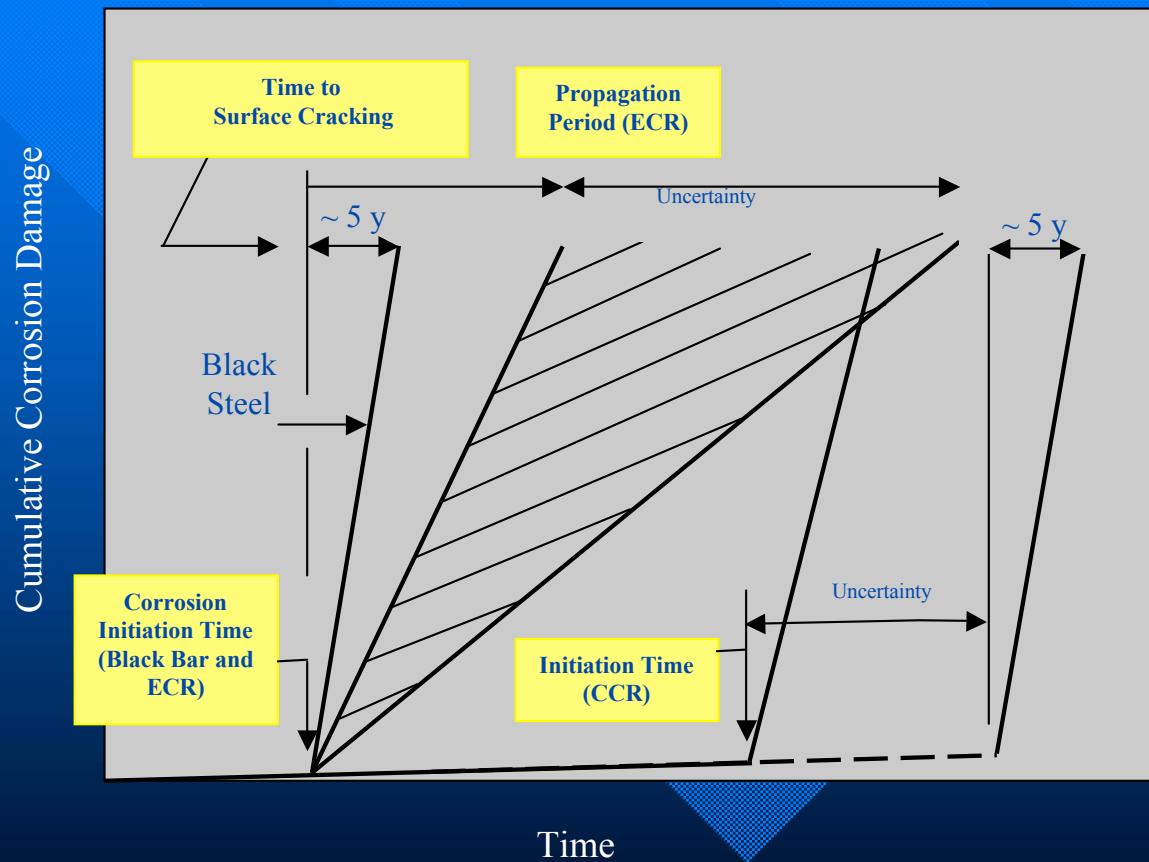 Time to
Surface Cracking
Propagation
Period (ECR)
Uncertainty
~ 5 y
~ 5 y
Cumulative Corrosion Damage
Black
Steel
Corrosion
Initiation Time
(Black Bar and
ECR)
Uncertainty
Initiation Time
(CCR)
Time